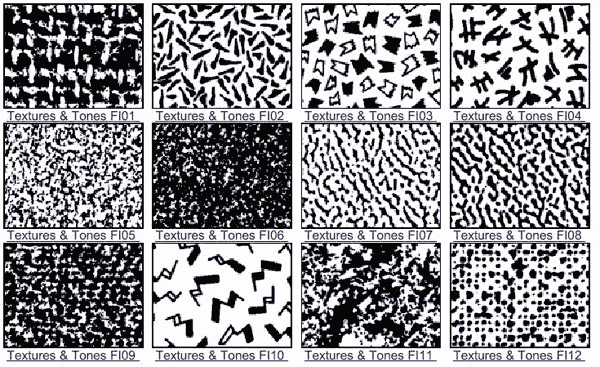 Textures & Tones FI01
Textures & Tones FI02
Textures & Tones FI03
Textures & Tones FI04
Textures & Tones FI05
Textures & Tones FI06
Textures & Tones FI07
Textures & Tones FI08
Textures & Tones FI09
Textures & Tones FI10
Textures & Tones FI11
Textures & Tones FI12